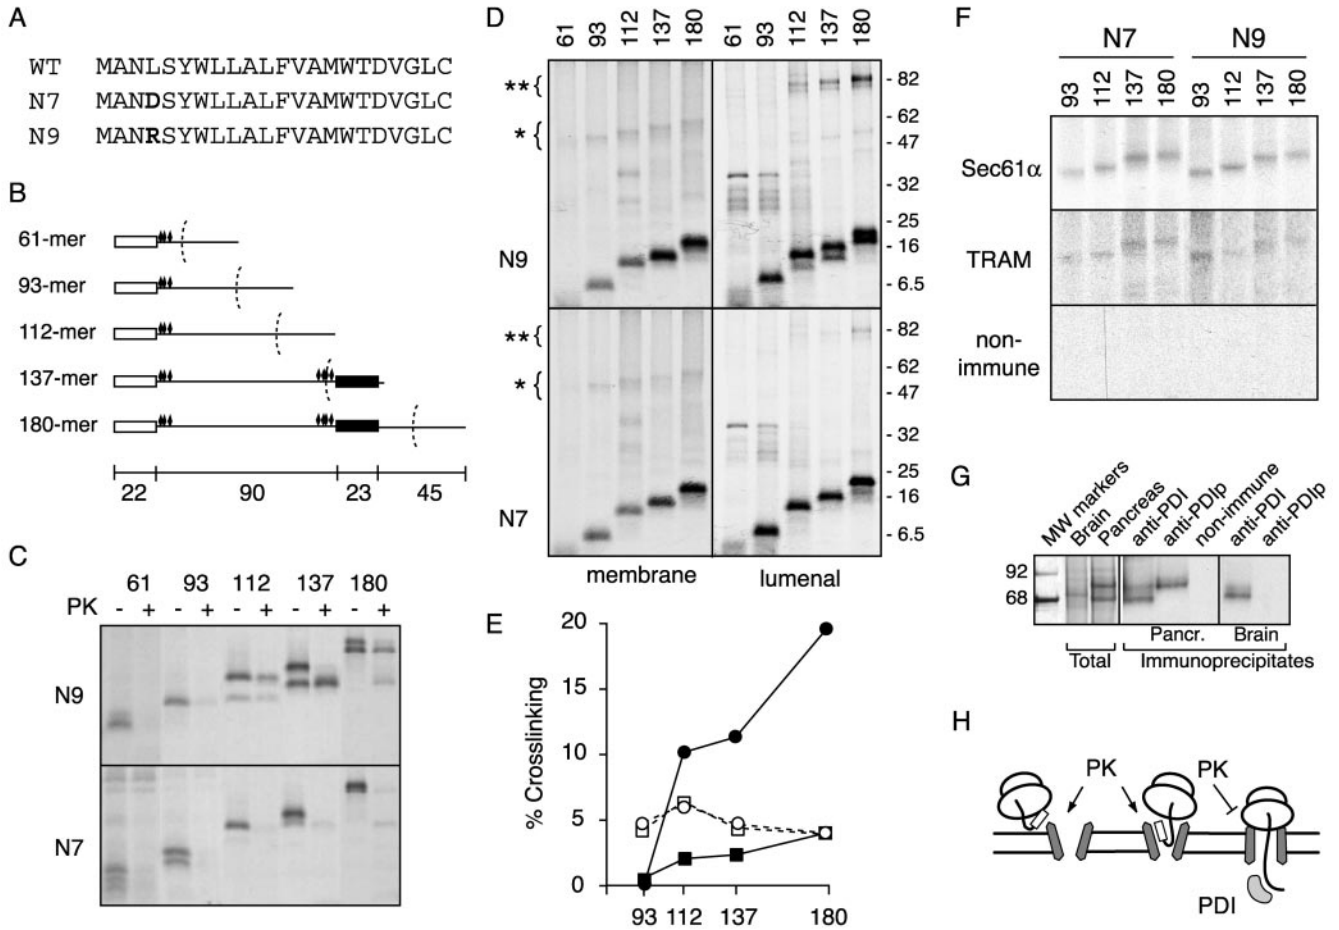 A
WT MANLSYWLLALFVAMWTDVGLC
N7 MANDSYWLLALFVAMWTDVGLC
N9 MANRSYWLLALFVAMWTDVGLC
B
61-mer
93-mer
112-mer
137-mer
180-mer
22 90 23 45
C
61 93 112 137 180
PK - + - + - + - + - +
N9
N7
D
61 93 112 137 180 61 93 112 137 180
**{
*{
N9
- 82
- 62
- 47
- 32
- 25
- 16
- 6.5
**{
*{
N7
- 82
- 62
- 47
- 32
- 25
- 16
- 6.5
membrane lumenal
E
% Crosslinking
20
15
10
5
0
93 112 137 180
F
N7 N9
93 112 137 180 93 112 137 180
Sec61α
TRAM
non-
immune
G
MW markers
Brain
Pancreas
anti-PDI
anti-PDIp
non-immune
anti-PDI
anti-PDIp
92
68
Pancr. Brain
Total Immunoprecipitates
H
PK PK
PDI